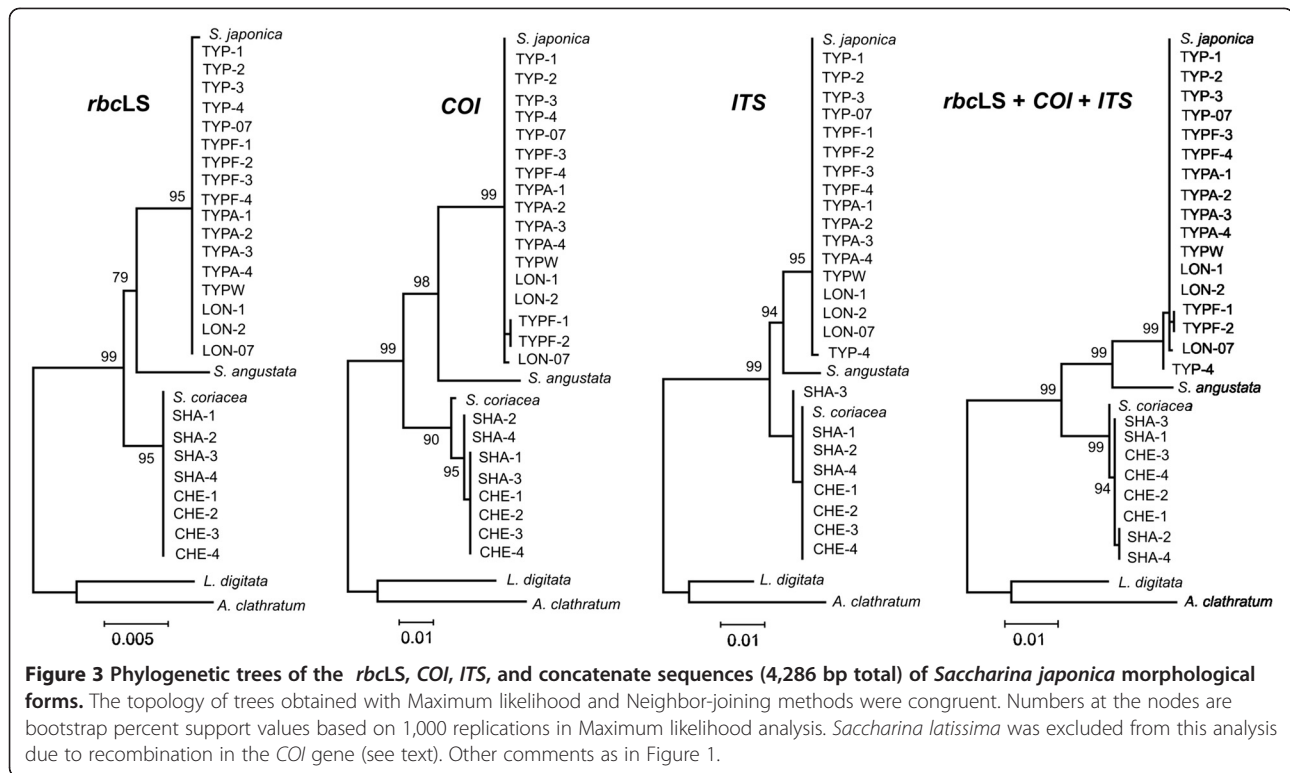 rbcLS
S. japonica
TYP-1
TYP-2
TYP-3
TYP-4
TYP-07
TYPF-1
TYPF-2
TYPF-3
TYPF-4
TYPA-1
TYPA-2
TYPA-3
TYPA-4
TYPW
LON-1
LON-2
LON-07
S. angustata
S. coriacea
SHA-1
SHA-2
SHA-3
SHA-4
CHE-1
CHE-2
CHE-3
CHE-4
L. digitata
A. clathratum
95
79
99
95
0.005
COI
S. japonica
TYP-1
TYP-2
TYP-3
TYP-4
TYP-07
TYPF-3
TYPF-4
TYPA-1
TYPA-2
TYPA-3
TYPA-4
TYPW
LON-1
LON-2
TYPF-1
TYPF-2
LON-07
S. angustata
S. coriacea
SHA-2
SHA-4
SHA-1
SHA-3
CHE-1
CHE-2
CHE-3
CHE-4
L. digitata
A. clathratum
99
98
99
90
95
0.01
ITS
S. japonica
TYP-1
TYP-2
TYP-3
TYP-07
TYPF-1
TYPF-2
TYPF-3
TYPF-4
TYPA-1
TYPA-2
TYPA-3
TYPA-4
TYPW
LON-1
LON-2
LON-07
TYP-4
S. angustata
SHA-3
S. coriacea
SHA-1
SHA-2
SHA-4
CHE-1
CHE-2
CHE-3
CHE-4
L. digitata
A. clathratum
95
94
99
0.01
rbcLS + COI + ITS
S. japonica
TYP-1
TYP-2
TYP-3
TYP-07
TYPF-3
TYPF-4
TYPA-1
TYPA-2
TYPA-3
TYPA-4
TYPW
LON-1
LON-2
TYPF-1
TYPF-2
LON-07
TYP-4
S. angustata
S. coriacea
SHA-3
SHA-1
CHE-3
CHE-4
CHE-2
CHE-1
SHA-2
SHA-4
L. digitata
A. clathratum
99
99
99
99
94
0.01
Figure 3 Phylogenetic trees of the rbcLS, COI, ITS, and concatenate sequences (4,286 bp total) of Saccharina japonica morphological
forms. The topology of trees obtained with Maximum likelihood and Neighbor-joining methods were congruent. Numbers at the nodes are
bootstrap percent support values based on 1,000 replications in Maximum likelihood analysis. Saccharina latissima was excluded from this analysis
due to recombination in the COI gene (see text). Other comments as in Figure 1.